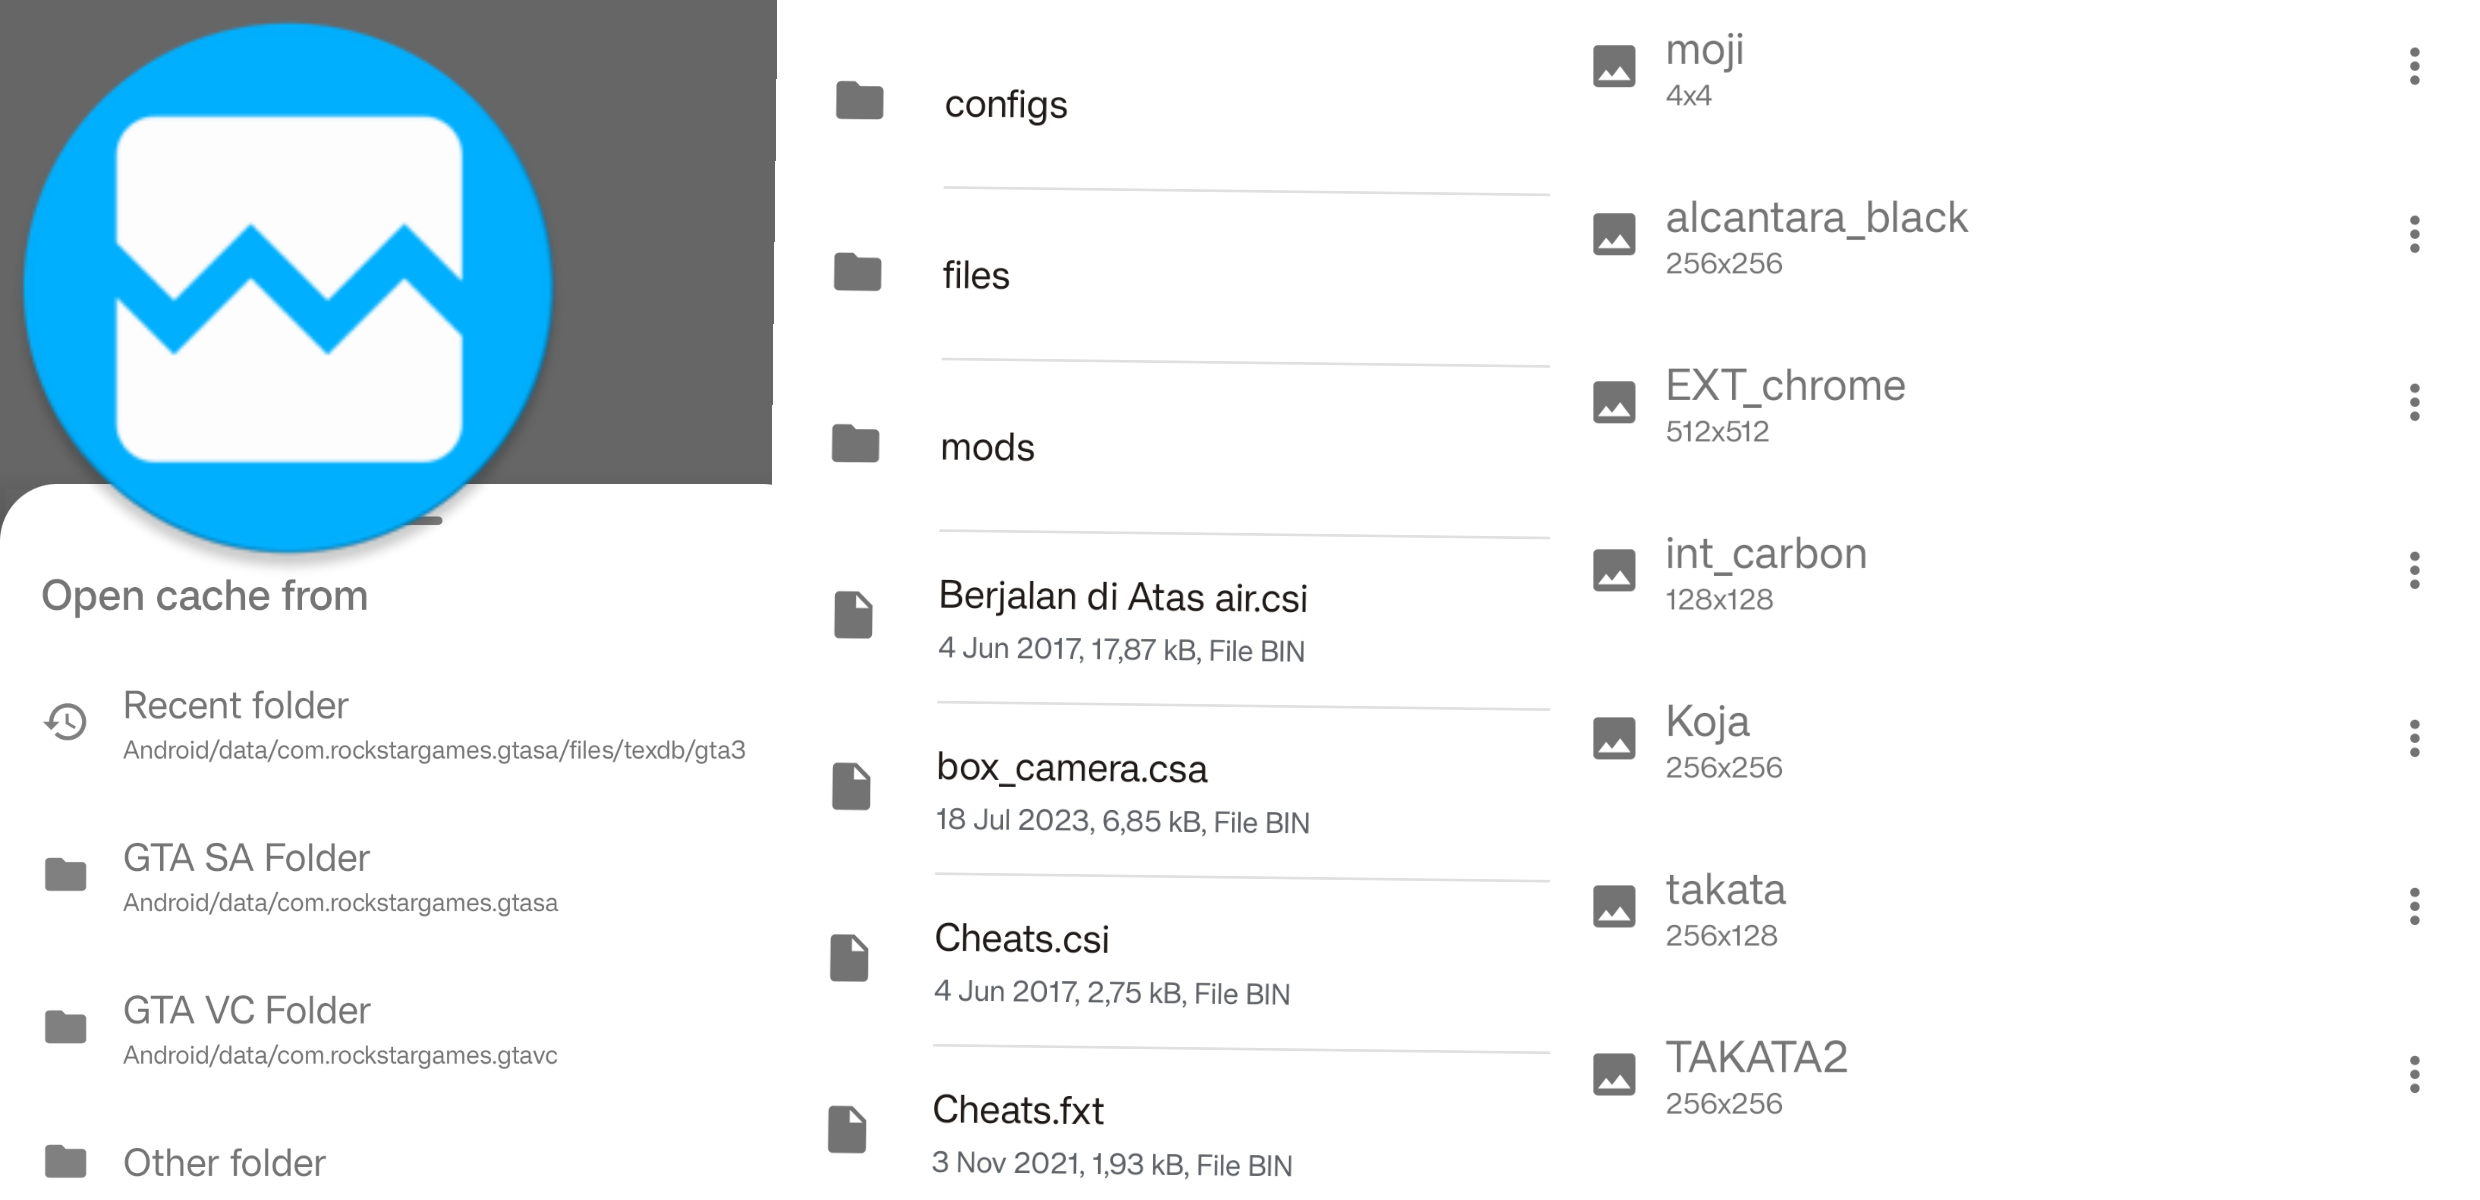 Open cache from
Recent folder
Android/data/com.rockstargames.gtasa/files/texdb/gta3
GTA SA Folder
Android/data/com.rockstargames.gtasa
GTA VC Folder
Android/data/com.rockstargames.gtavc
Other folder
configs
files
mods
Berjalan di Atas air.csi
4 Jun 2017, 17,87 kB, File BIN
box_camera.csa
18 Jul 2023, 6,85 kB, File BIN
Cheats.csi
4 Jun 2017, 2,75 kB, File BIN
Cheats.fxt
3 Nov 2021, 1,93 kB, File BIN
moji
4x4
alcantara_black
256x256
EXT_chrome
512x512
int_carbon
128x128
Koja
256x256
takata
256x128
TAKATA2
256x256